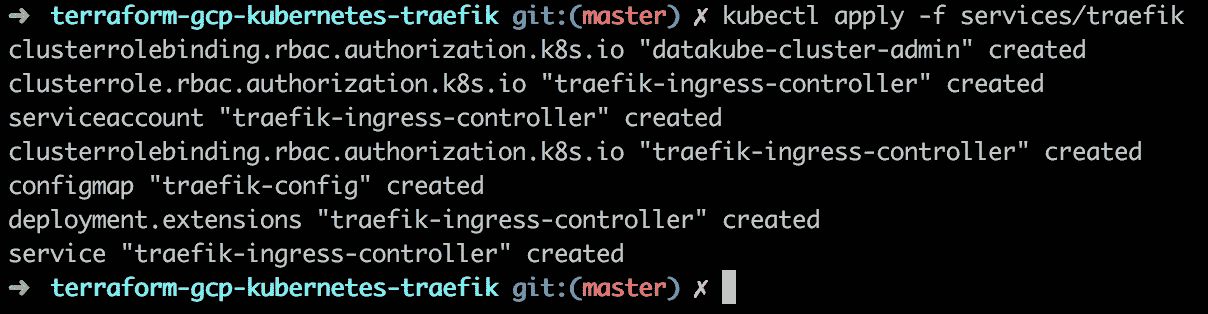 ➜ terraform-gcp-kubernetes-traefik git:(master) ✗ kubectl apply -f services/traefik
clusterrolebinding.rbac.authorization.k8s.io "datakube-cluster-admin" created
clusterrole.rbac.authorization.k8s.io "traefik-ingress-controller" created
serviceaccount "traefik-ingress-controller" created
clusterrolebinding.rbac.authorization.k8s.io "traefik-ingress-controller" created
configmap "traefik-config" created
deployment.extensions "traefik-ingress-controller" created
service "traefik-ingress-controller" created
➜ terraform-gcp-kubernetes-traefik git:(master) ✗